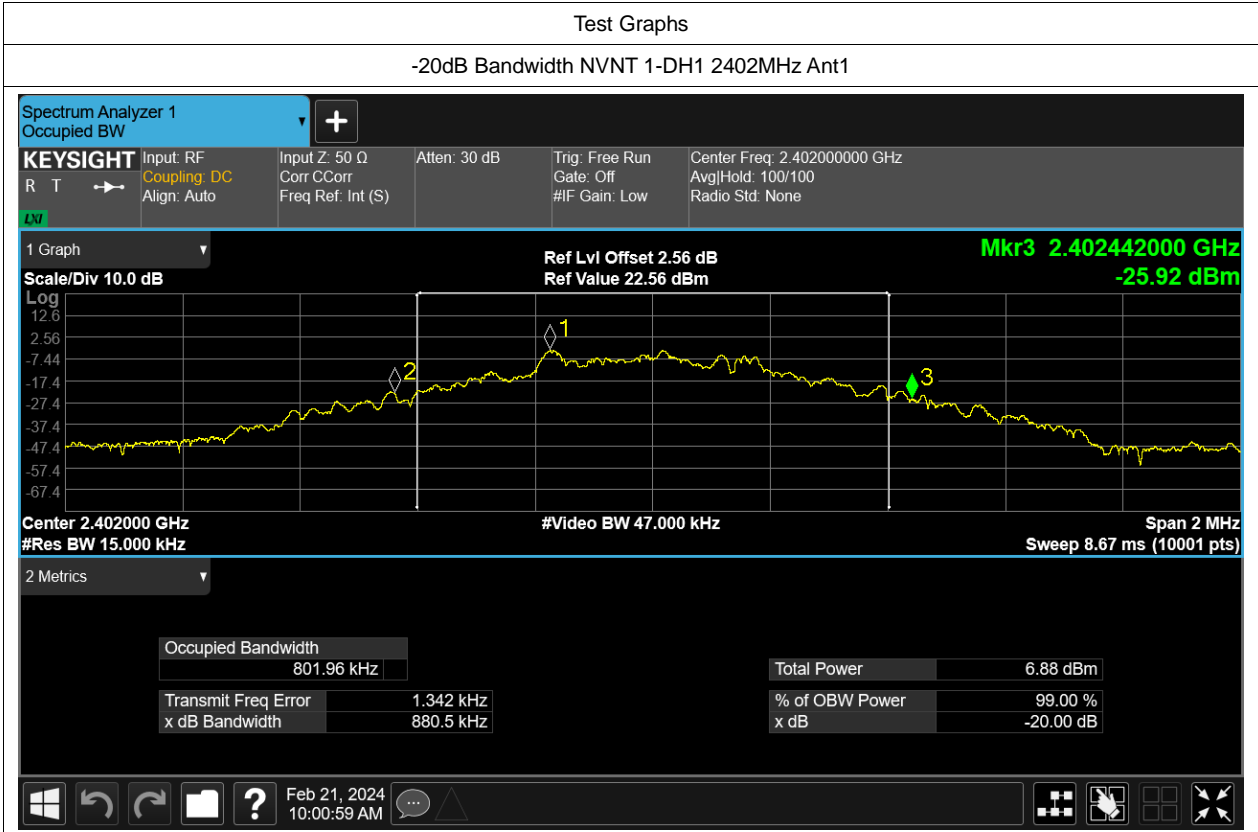 Test Graphs
-20dB Bandwidth NVNT 1-DH1 2402MHz Ant1
Spectrum Analyzer 1
Occupied BW
KEYSIGHT
R T
LXI
Input: RF
Coupling: DC
Align: Auto
Input Z: 50 Ω
Corr CCorr
Freq Ref: Int (S)
Atten: 30 dB
Trig: Free Run
Gate: Off
#IF Gain: Low
Center Freq: 2.402000000 GHz
Avg|Hold: 100/100
Radio Std: None
1 Graph
Scale/Div 10.0 dB
Ref Lvl Offset 2.56 dB
Ref Value 22.56 dBm
Mkr3 2.402442000 GHz
-25.92 dBm
Log
12.6
2.56
-7.44
-17.4
-27.4
-37.4
-47.4
-57.4
-67.4
1
2
3
Center 2.402000 GHz
#Res BW 15.000 kHz
#Video BW 47.000 kHz
Span 2 MHz
Sweep 8.67 ms (10001 pts)
2 Metrics
Occupied Bandwidth
801.96 kHz
Transmit Freq Error 1.342 kHz
x dB Bandwidth 880.5 kHz
Total Power 6.88 dBm
% of OBW Power 99.00 %
x dB -20.00 dB
?
Feb 21, 2024
10:00:59 AM